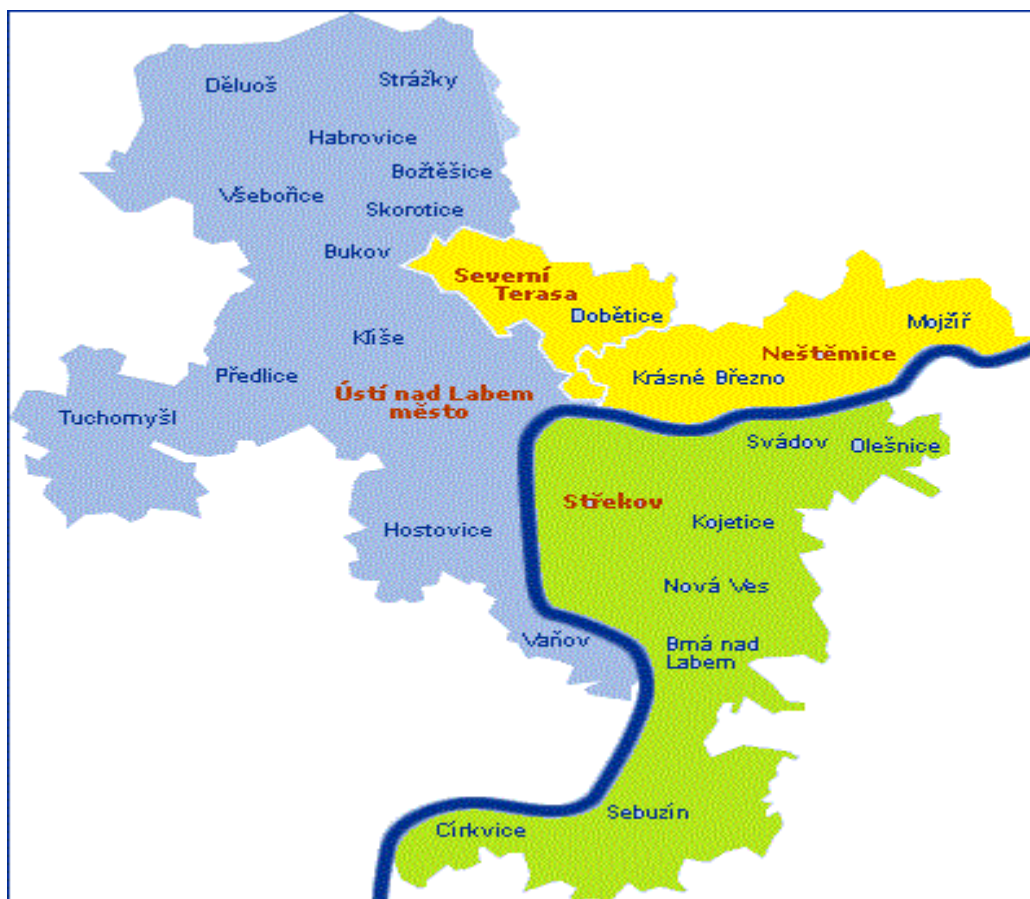 Děluoš
Strážky
Habrovice
Božtěšice
Všebořice
Skorotice
Bukov
Severní
Terasa
Dobětice
Mojžíř
Klíše
Neštěmice
Předlice
Krásné Březno
Ústí nad Labem
město
Tuchomyšl
Svádov
Olešnice
Střekov
Kojetice
Hostovice
Nová Ves
Vaňov
Brná nad
Labem
Sebuzín
Církvice